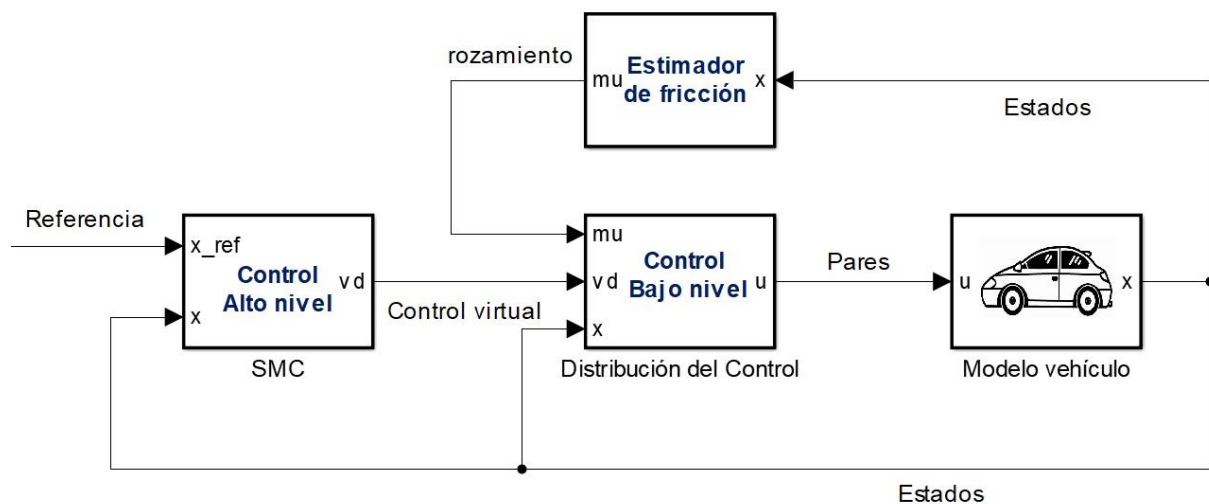 rozamiento
mu
Estimador
de fricción
x
Estados
Referencia
x_ref
Control
Alto nivel
vd
x
SMC
Control virtual
mu
vd
x
Control
Bajo nivel
u
Distribución del Control
Pares
u
x
Modelo vehículo
Estados